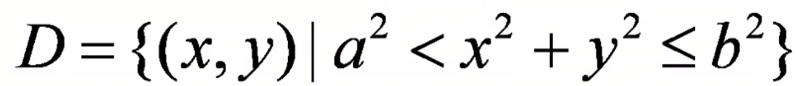 D = {(x, y) | a² < x² + y² ≤ b²}